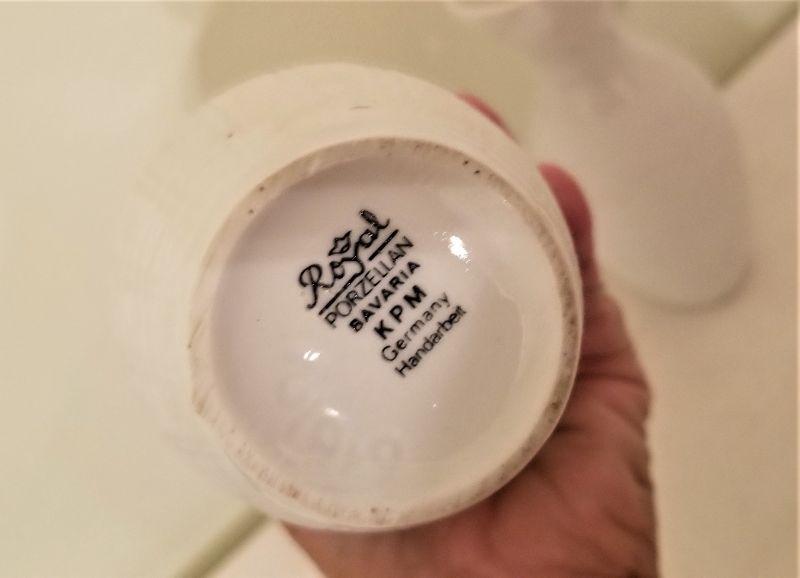 Royal
PORZELLAN
BAVARIA
KPM
Germany
Handarbeit